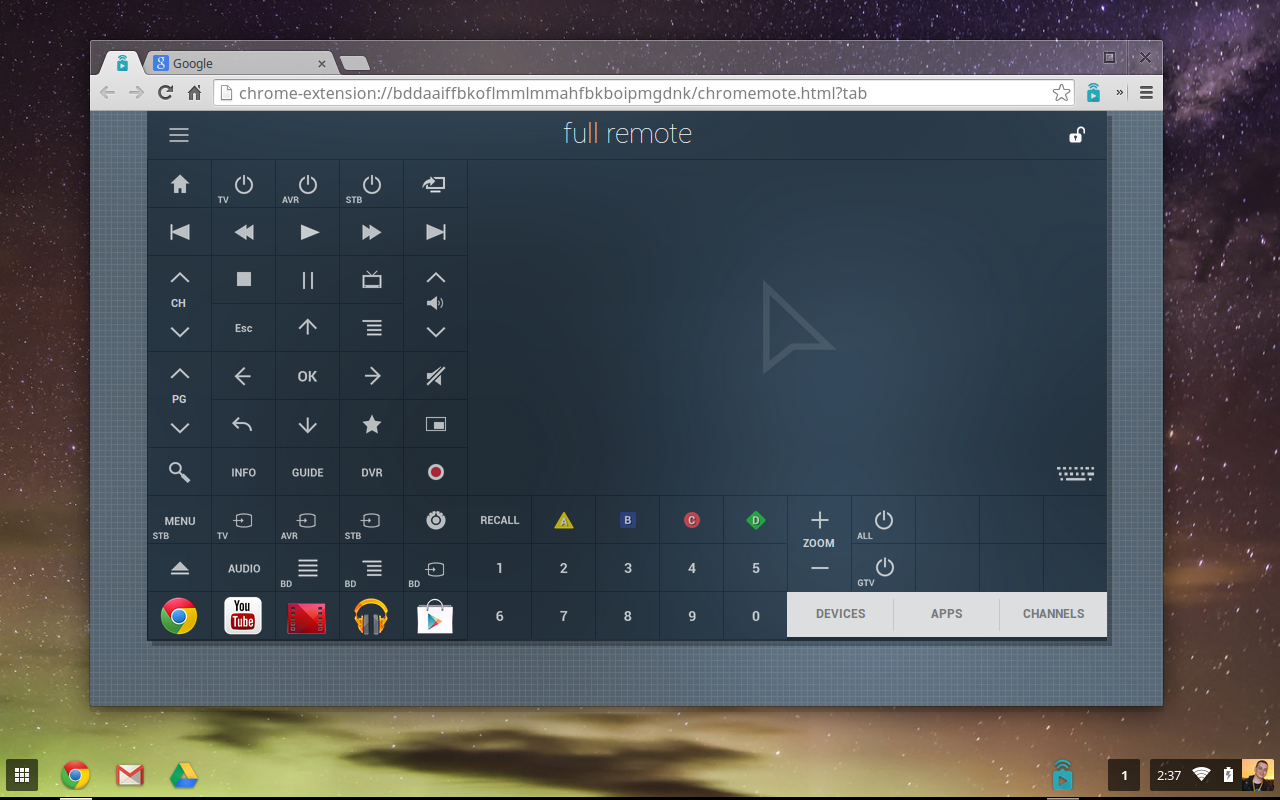 Google
chrome-extension://bddaaiffbkoflmmlmmahfbkboipmgdnk/chromemote.html?tab
full remote
TV AVR STB
CH
Esc
OK
PG
INFO GUIDE DVR
MENU STB TV AVR STB RECALL A B C D ALL
ZOOM
AUDIO BD BD BD 1 2 3 4 5 GTV
You Tube 6 7 8 9 0 DEVICES APPS CHANNELS
1 2:37